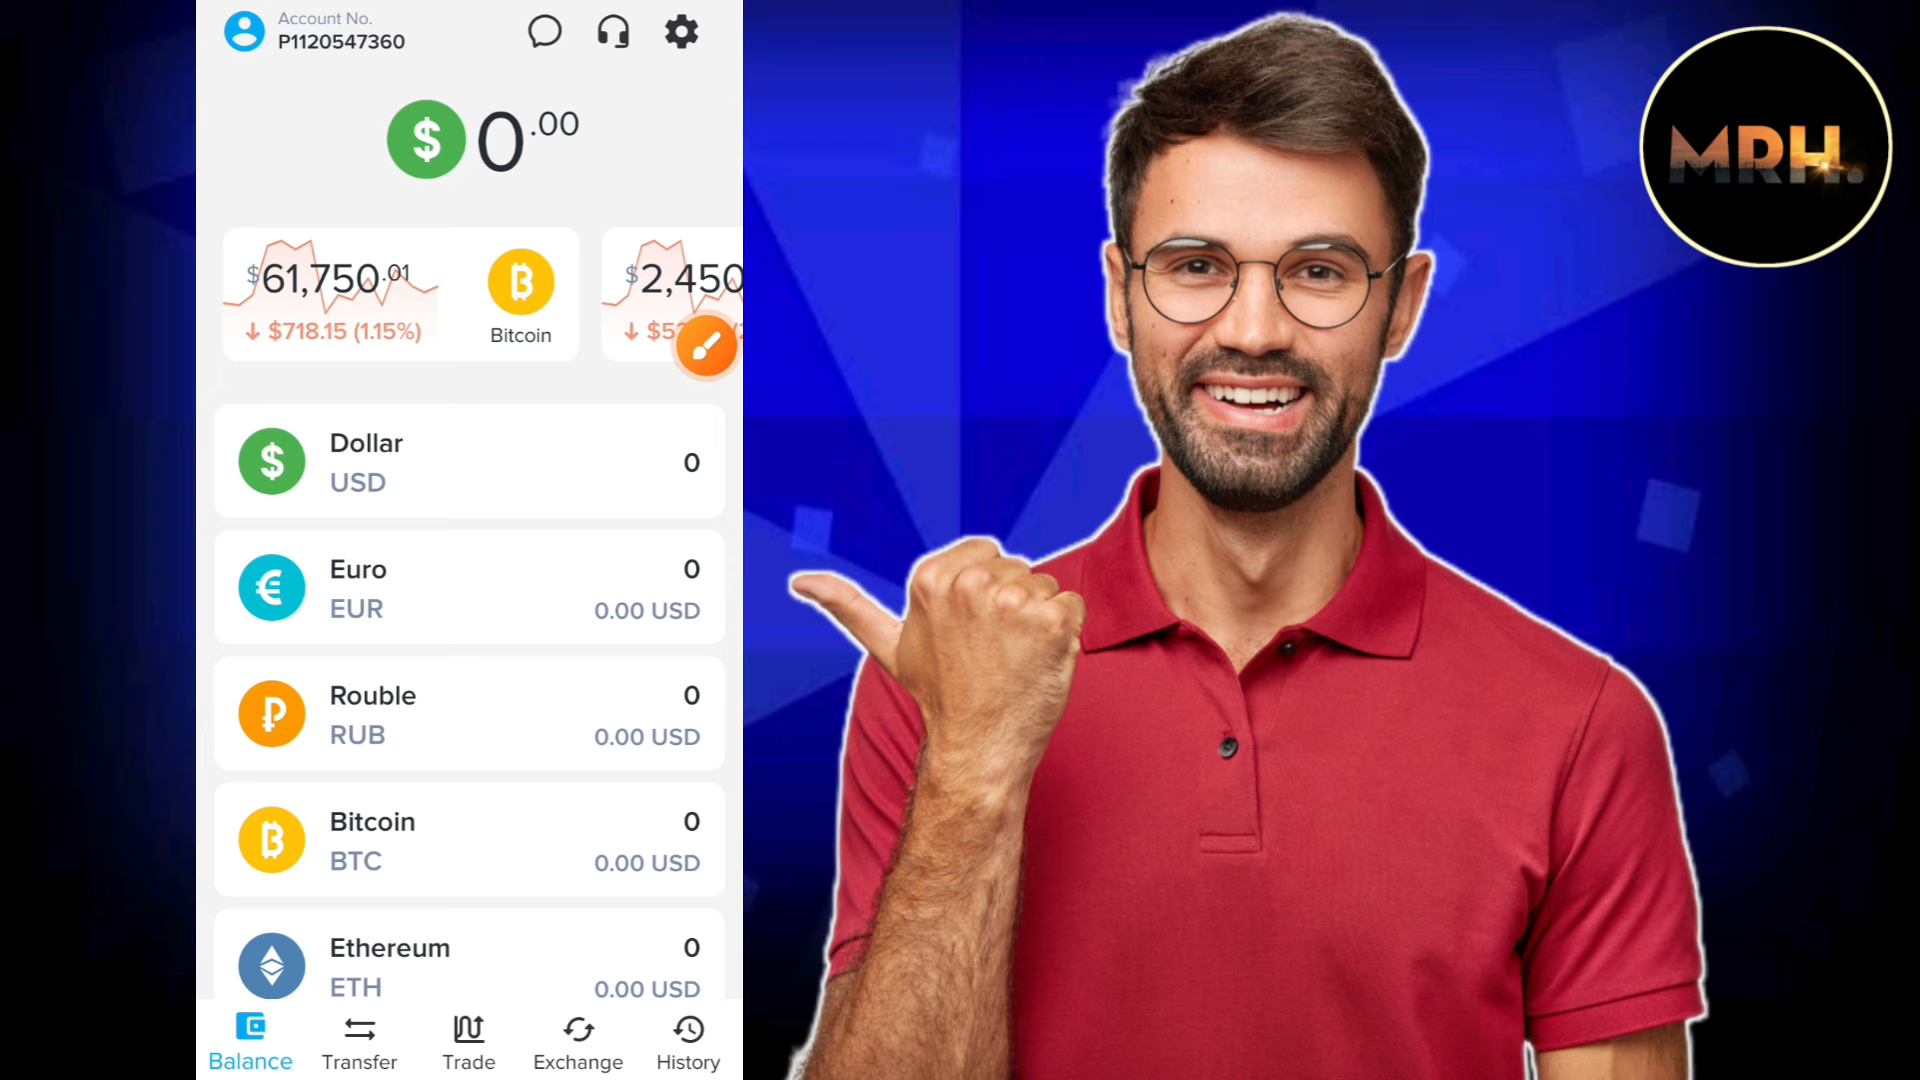 Account No.
P1120547360
$ 0.00
$61,750.01
↓ $718.15 (1.15%)
Bitcoin
$2,450
↓ $5
MRH.
Dollar
0
USD
Euro
0
EUR
0.00 USD
Rouble
0
RUB
0.00 USD
Bitcoin
0
BTC
0.00 USD
Ethereum
0
ETH
0.00 USD
Balance
Transfer
Trade
Exchange
History